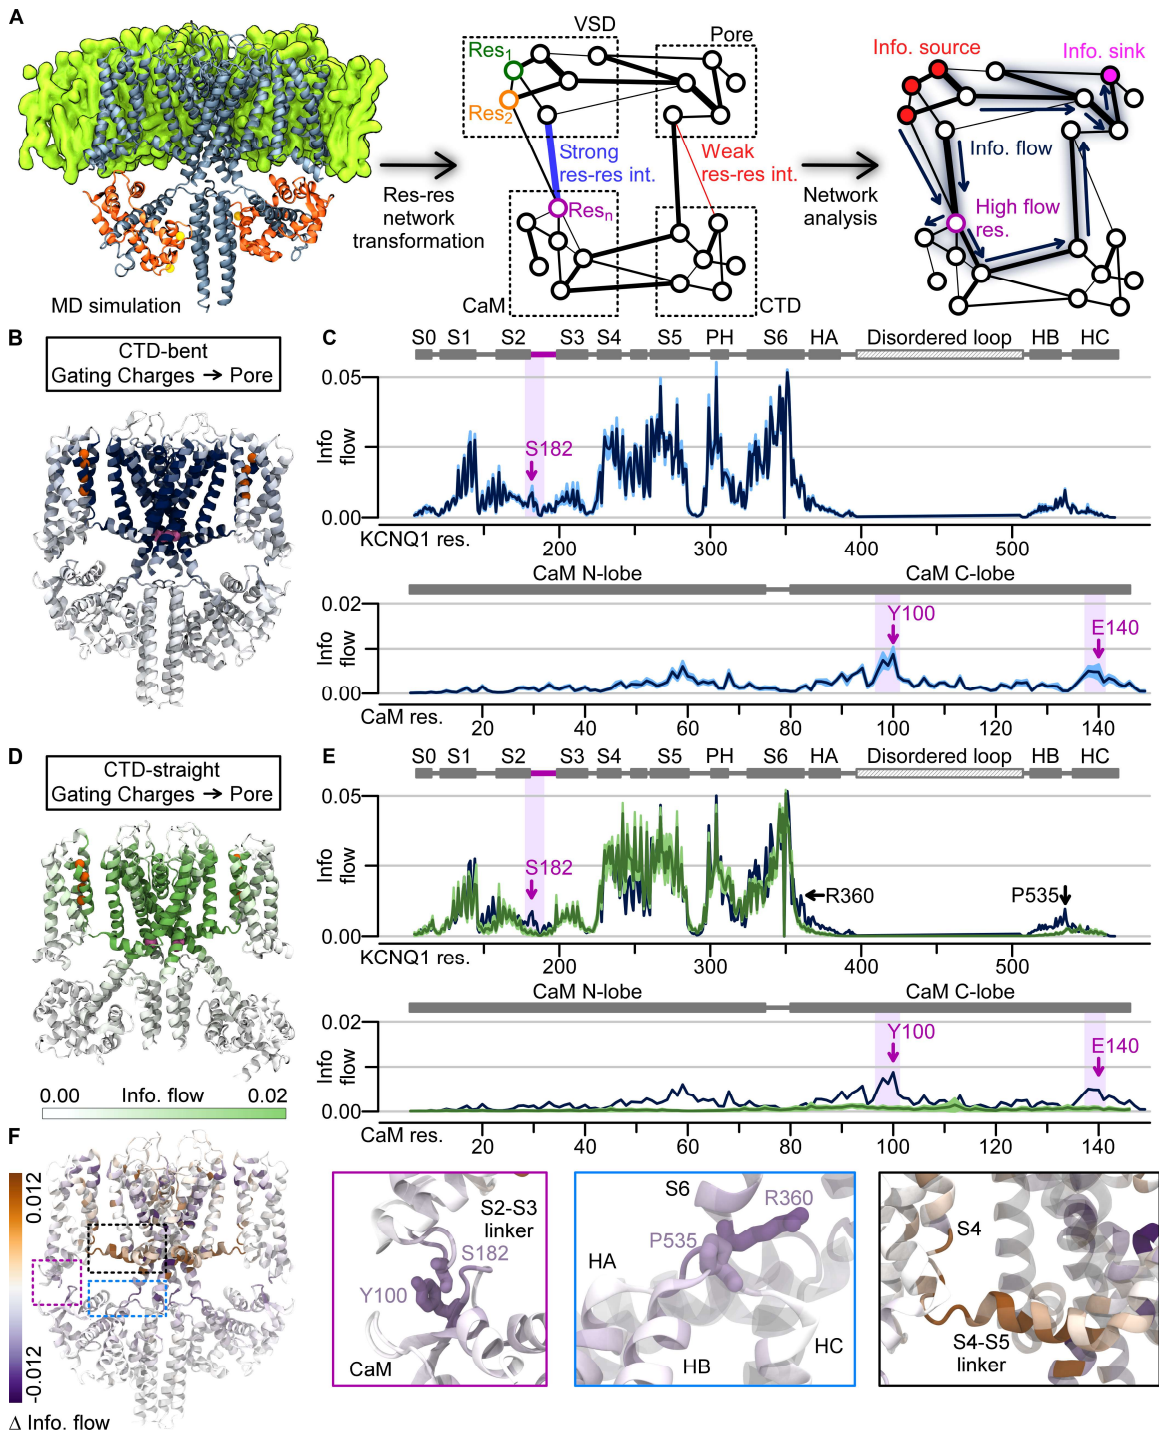 A
MD simulation
Res-res
network
transformation
VSD
Pore
Res1
Res2
Strong
res-res int.
Weak
res-res int.
Resn
CaM
CTD
Network
analysis
Info. source
Info. sink
Info. flow
High flow
res.
B
CTD-bent
Gating Charges → Pore
C
S0 S1 S2 S3 S4 S5 PH S6 HA Disordered loop HB HC
0.05
Info
flow
S182
0.00
KCNQ1 res.
200 300 400 500
CaM N-lobe CaM C-lobe
0.02
Info
flow
Y100
E140
0.00
CaM res.
20 40 60 80 100 120 140
D
CTD-straight
Gating Charges → Pore
0.00 Info. flow 0.02
E
S0 S1 S2 S3 S4 S5 PH S6 HA Disordered loop HB HC
0.05
Info
flow
S182
R360
P535
0.00
KCNQ1 res.
200 300 400 500
CaM N-lobe CaM C-lobe
0.02
Info
flow
Y100
E140
0.00
CaM res.
20 40 60 80 100 120 140
F
0.012
-0.012
Δ Info. flow
S2-S3
linker
S182
Y100
CaM
S6
R360
P535
HA
HB
HC
S4
S4-S5
linker